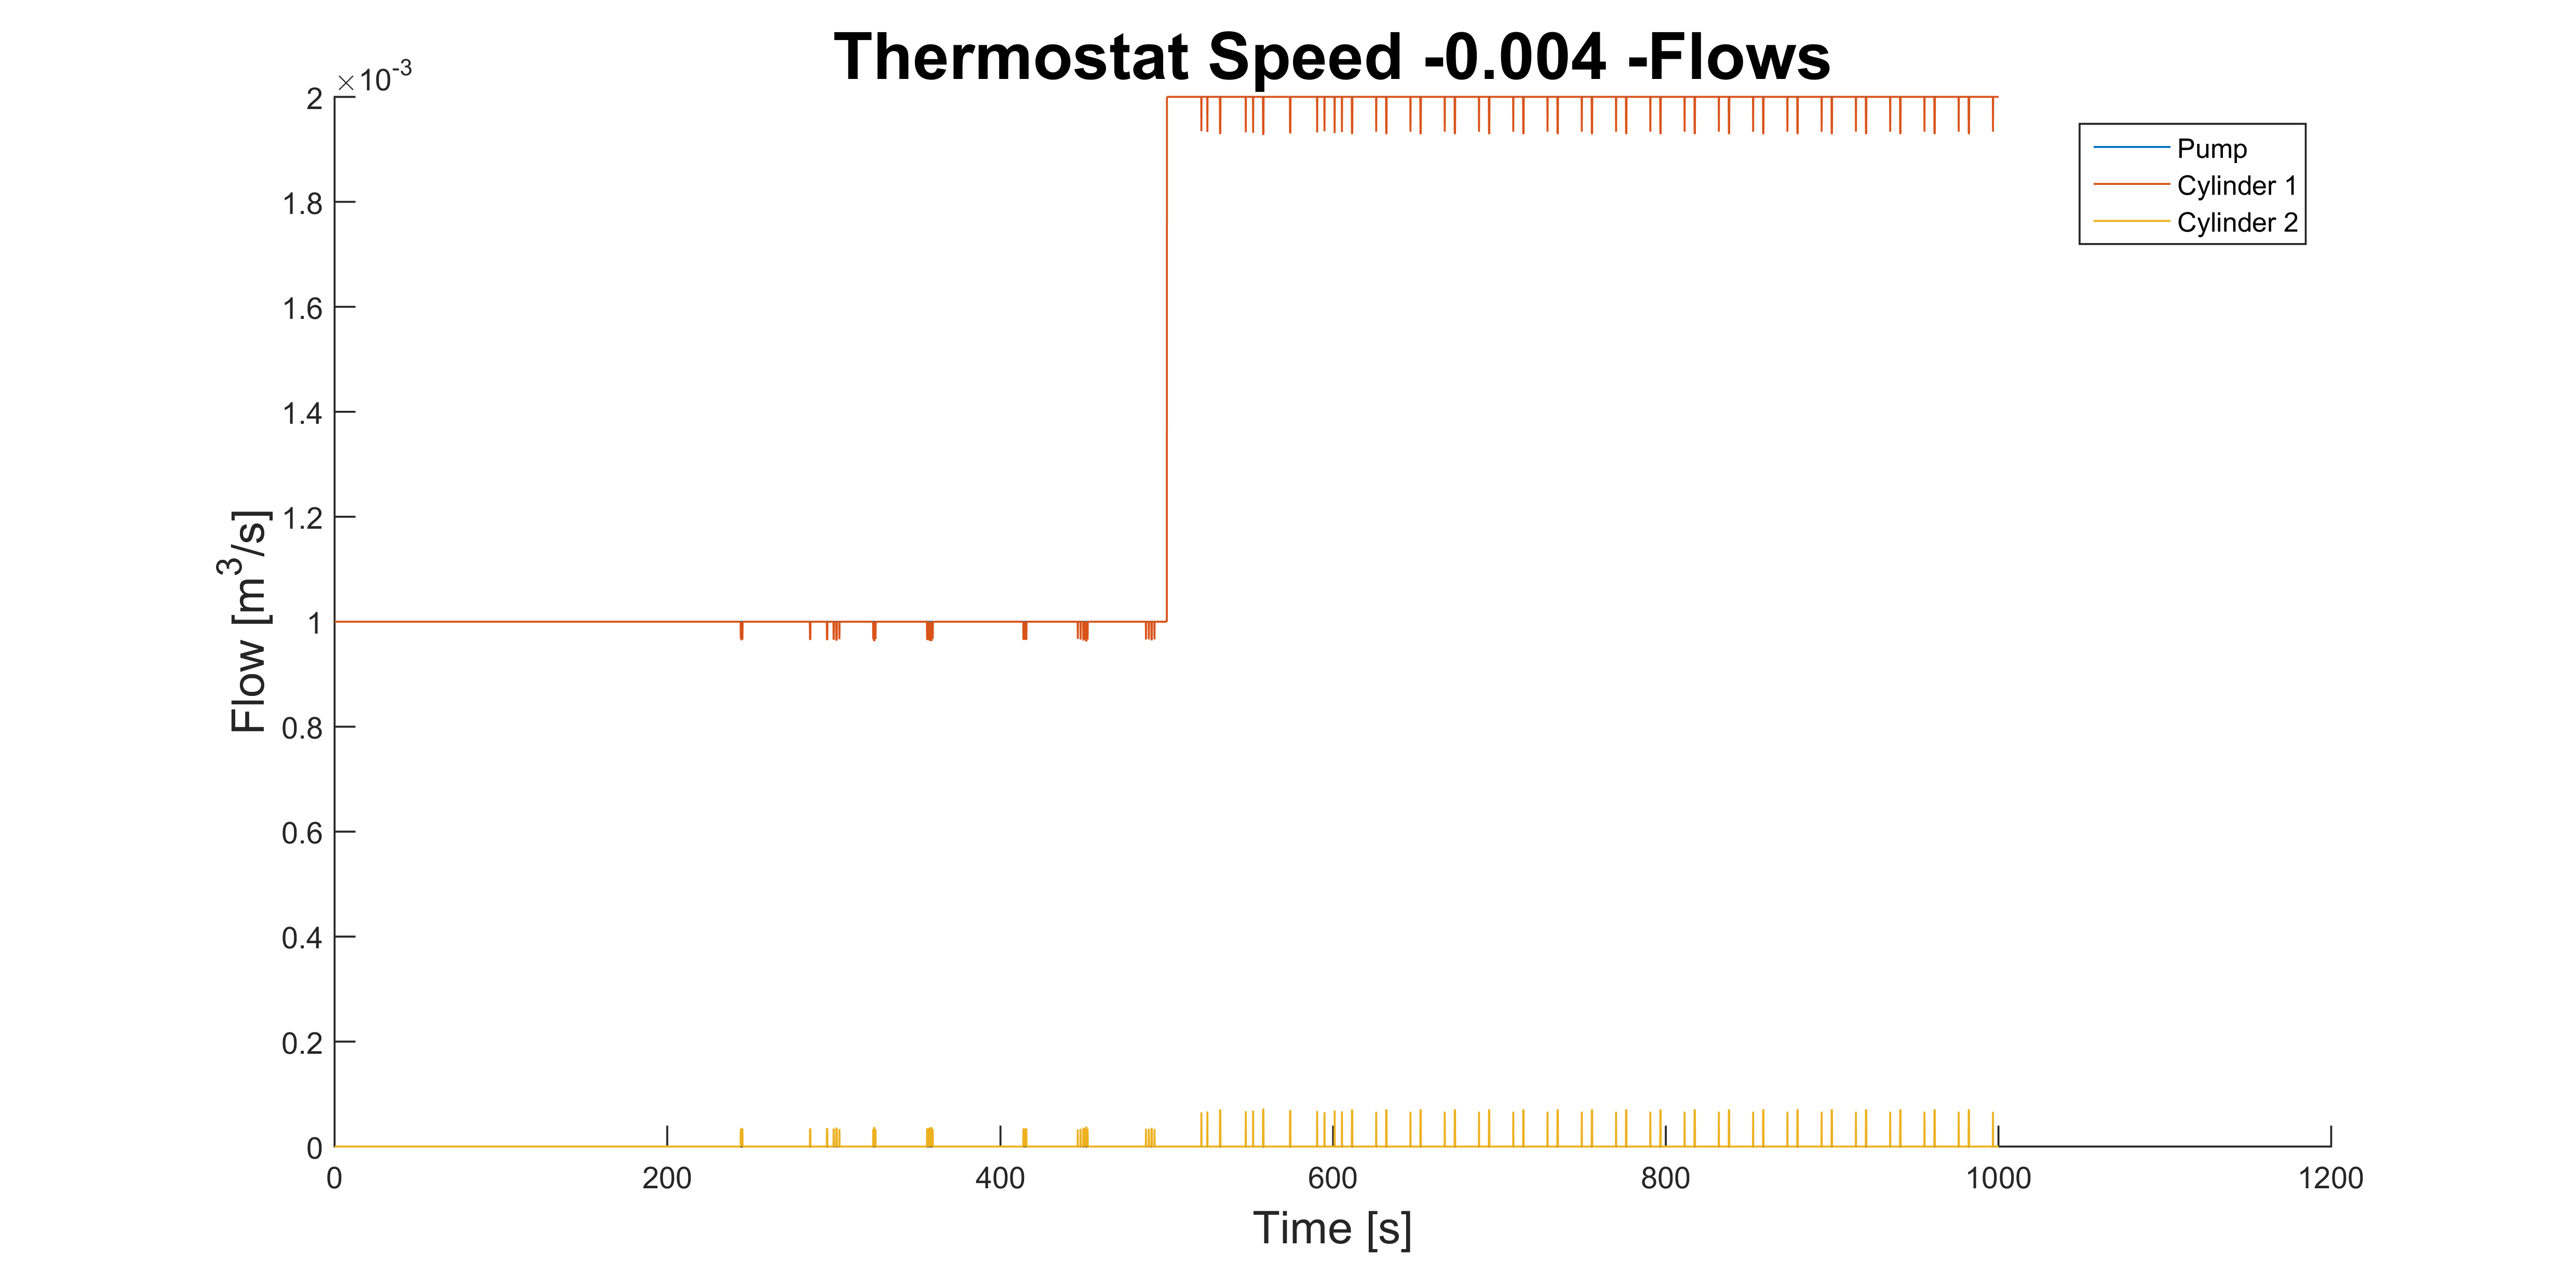 Thermostat Speed -0.004 -Flows
×10-3
2
1.8
1.6
1.4
1.2
1
0.8
0.6
0.4
0.2
0
Flow [m3/s]
Pump
Cylinder 1
Cylinder 2
0 200 400 600 800 1000 1200
Time [s]